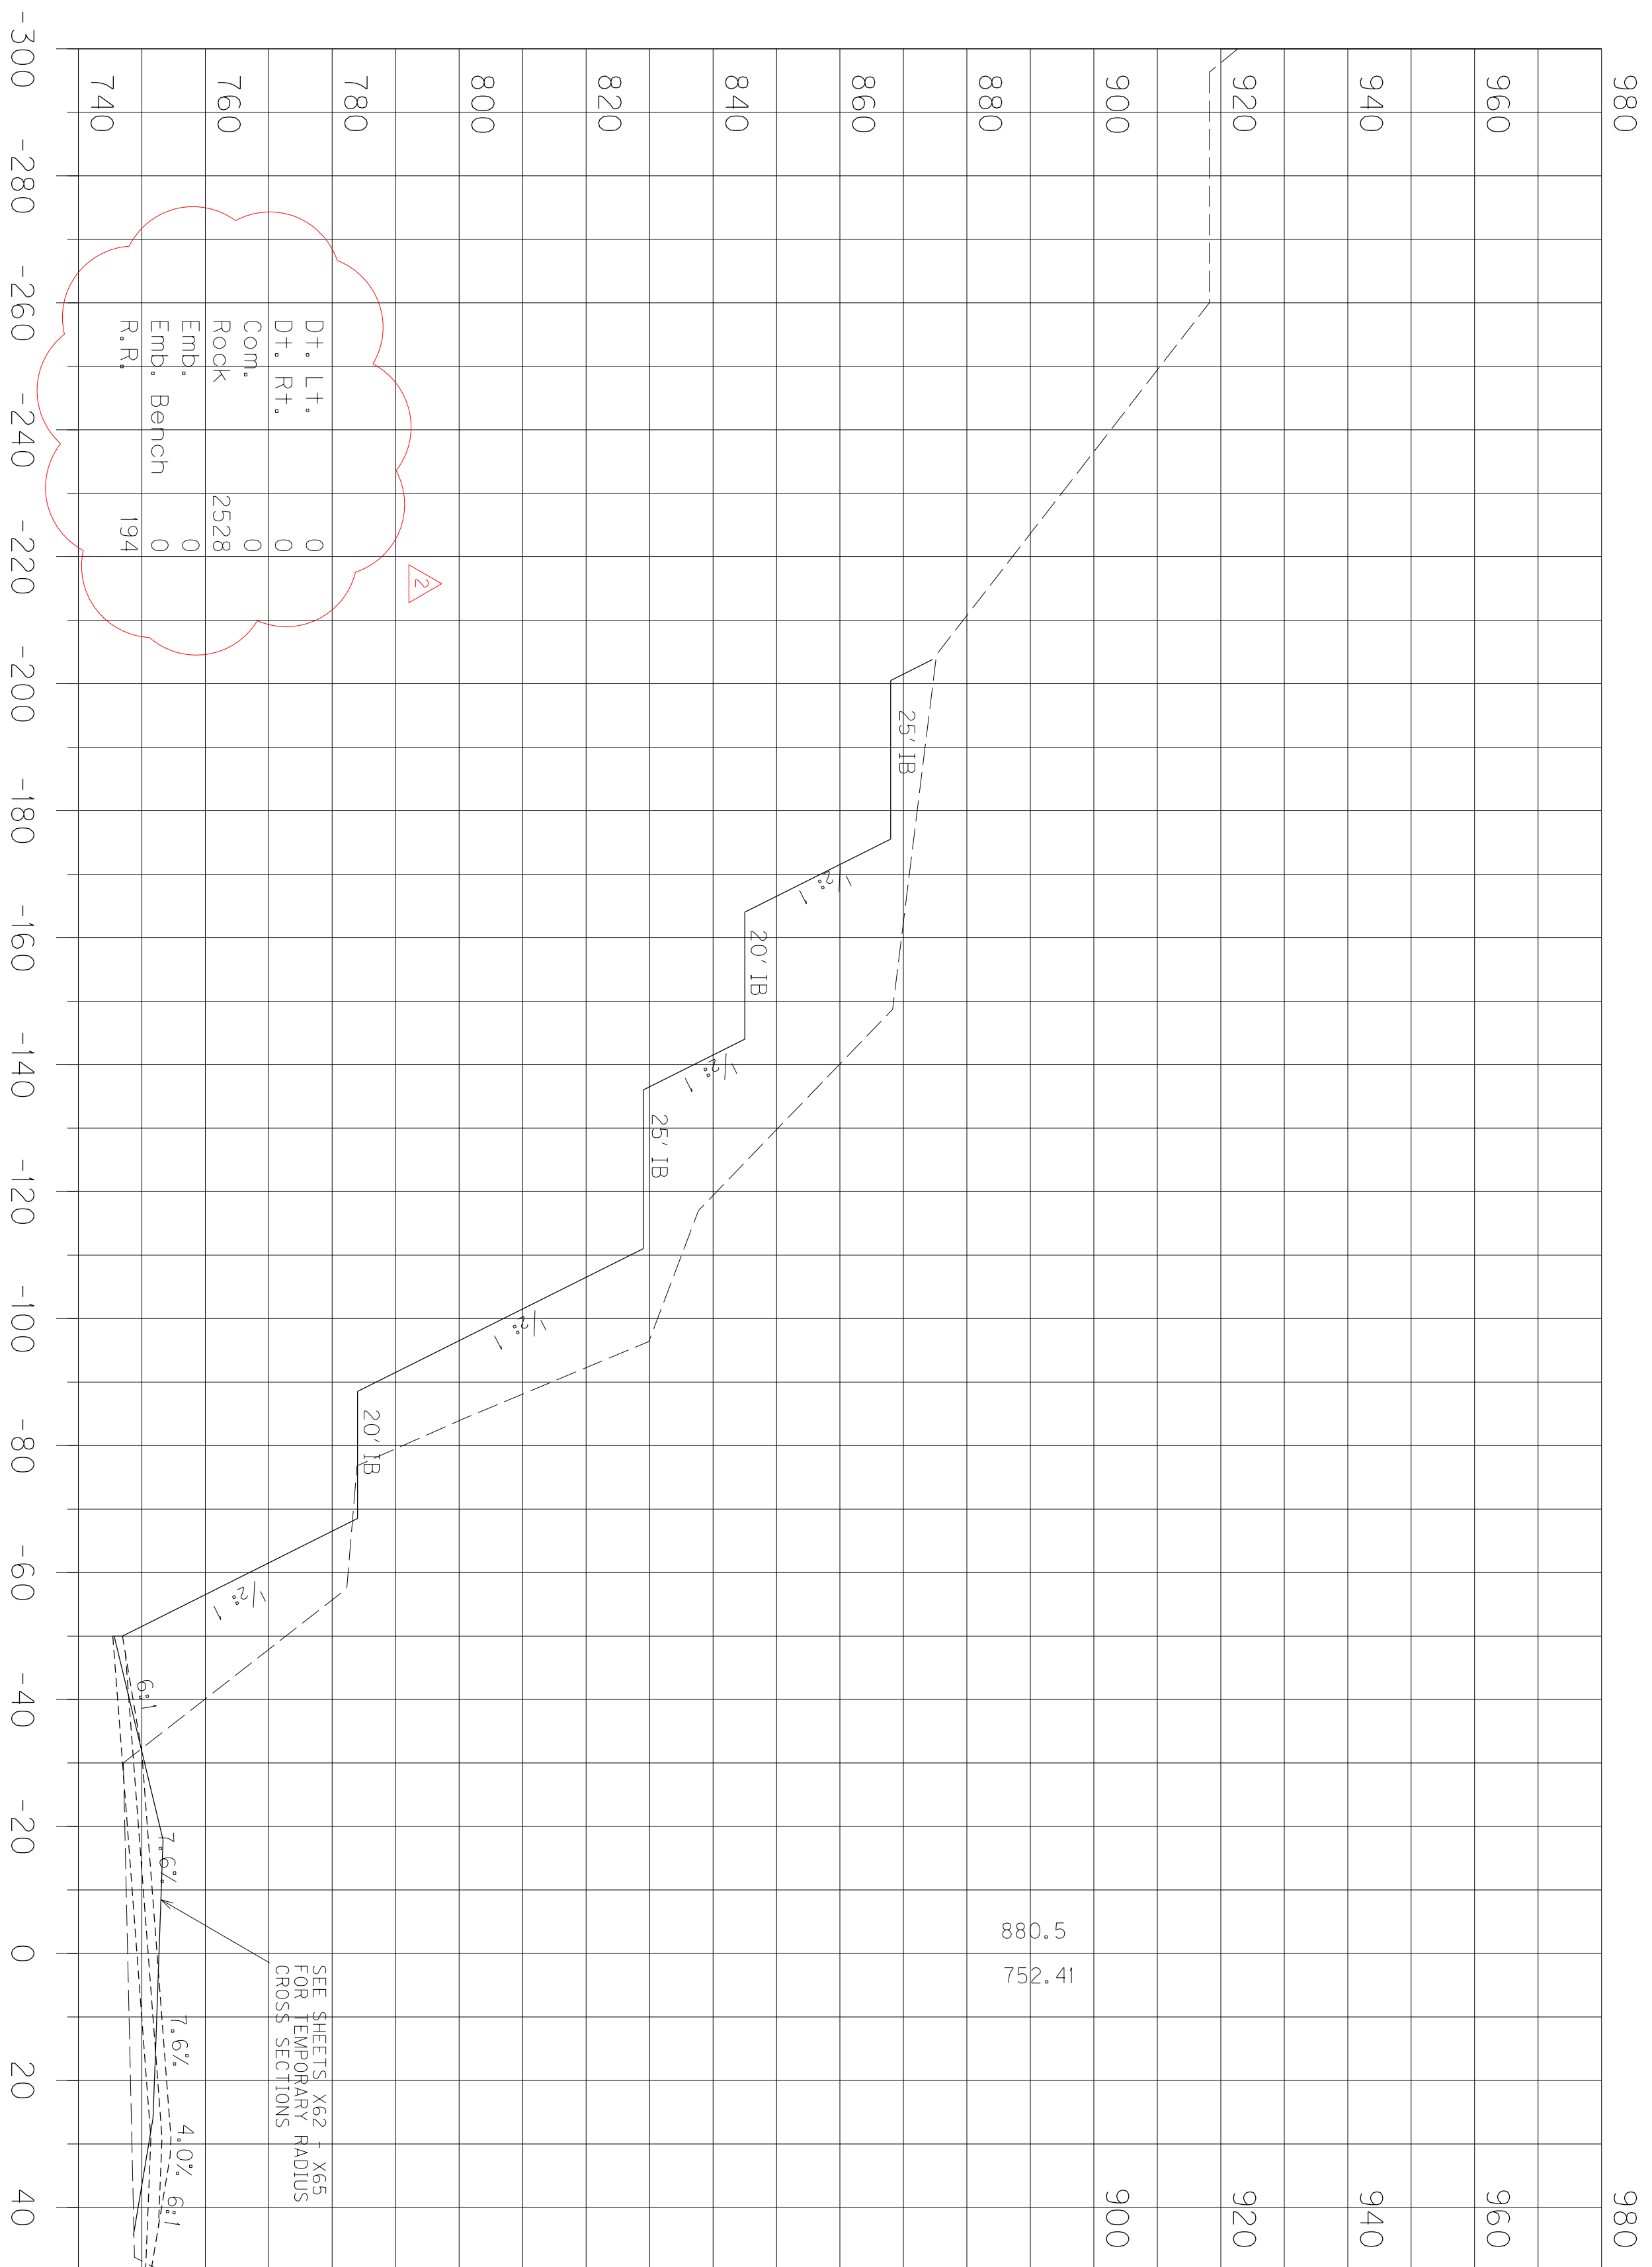 980
960
940
920
900
880
860
840
820
800
780
760
740
980
960
940
920
900
25' IB
1/2:1
20' IB
1/2:1
25' IB
1/2:1
20' IB
1/2:1
6:1
7.6%
7.6%
4.0%
6:1
880.5
752.41
SEE SHEETS X62 - X65
FOR TEMPORARY RADIUS
CROSS SECTIONS
2
Dt. Lt. 0
Dt. Rt. 0
Com. 0
Rock 2528
Emb. 0
Emb. Bench 0
R.R. 194
-300 -280 -260 -240 -220 -200 -180 -160 -140 -120 -100 -80 -60 -40 -20 0 20 40